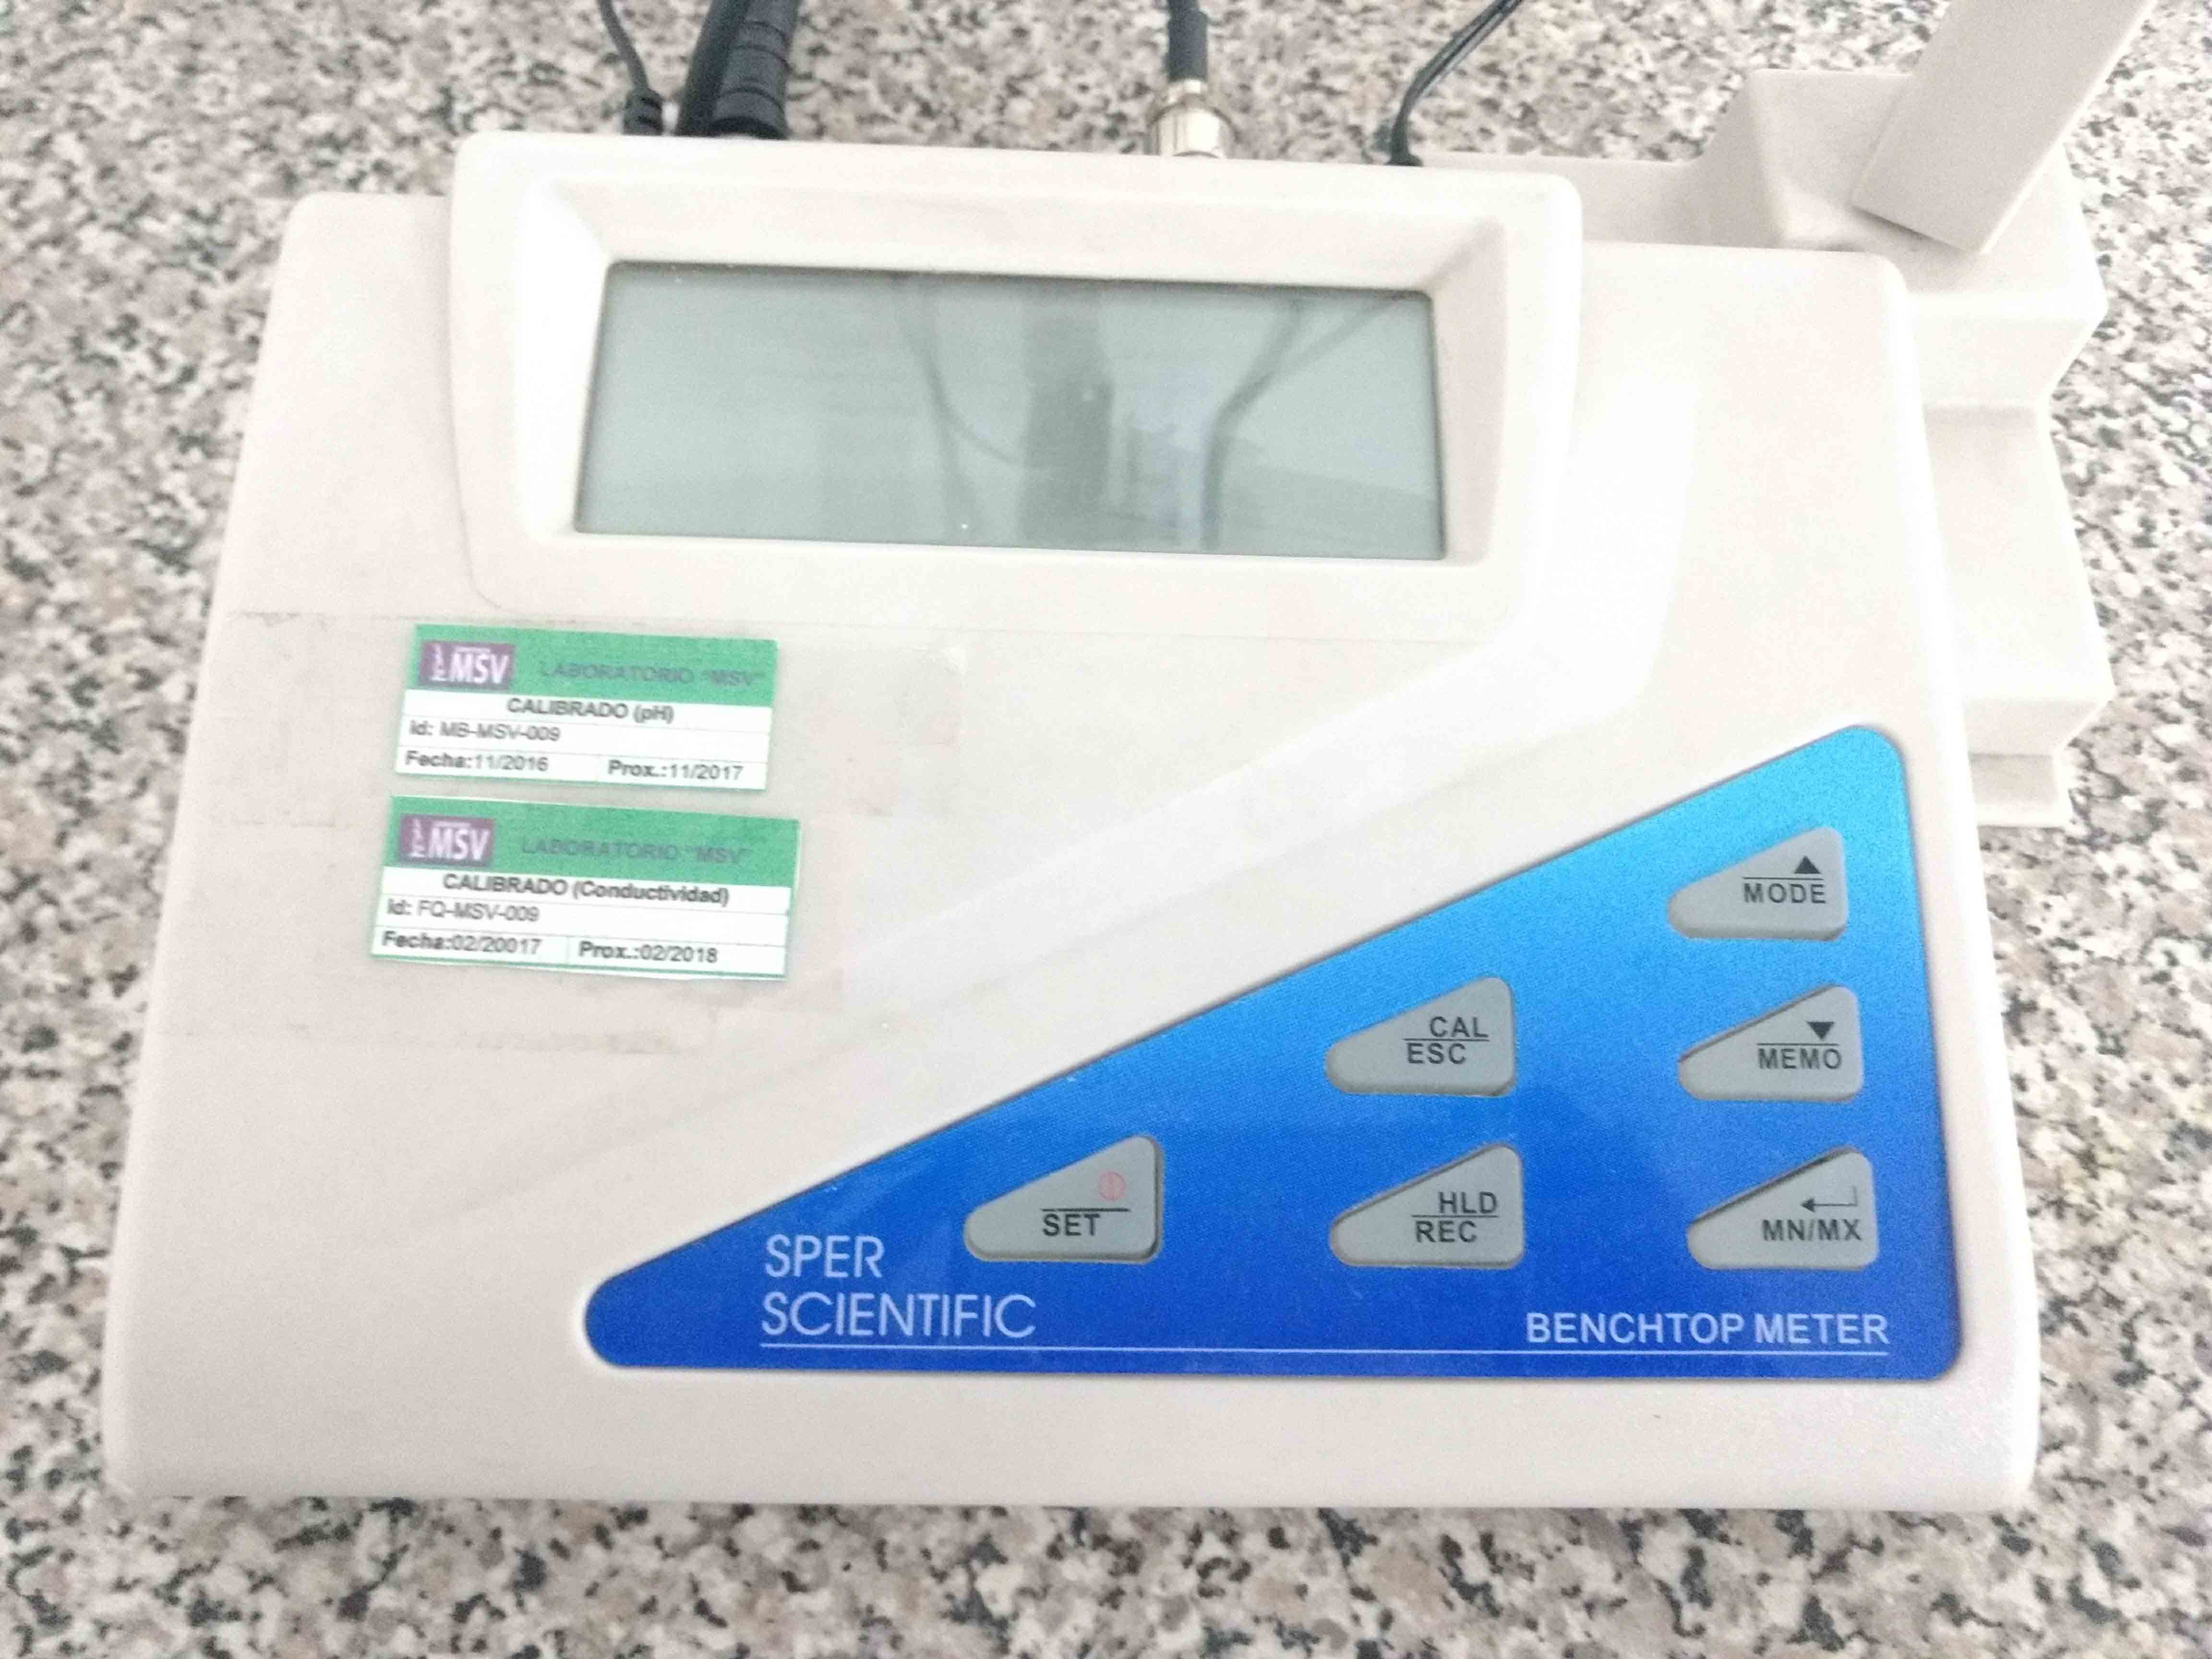 MSV LABORATORIO "MSV"
CALIBRADO (pH)
Id: MB-MSV-009
Fecha:11/2016 Prox.:11/2017
MSV LABORATORIO "MSV"
CALIBRADO (Conductividad)
Id: FQ-MSV-009
Fecha:02/20017 Prox.:02/2018
MODE
CAL
ESC
MEMO
SET
HLD
REC
MN/MX
SPER
SCIENTIFIC
BENCHTOP METER